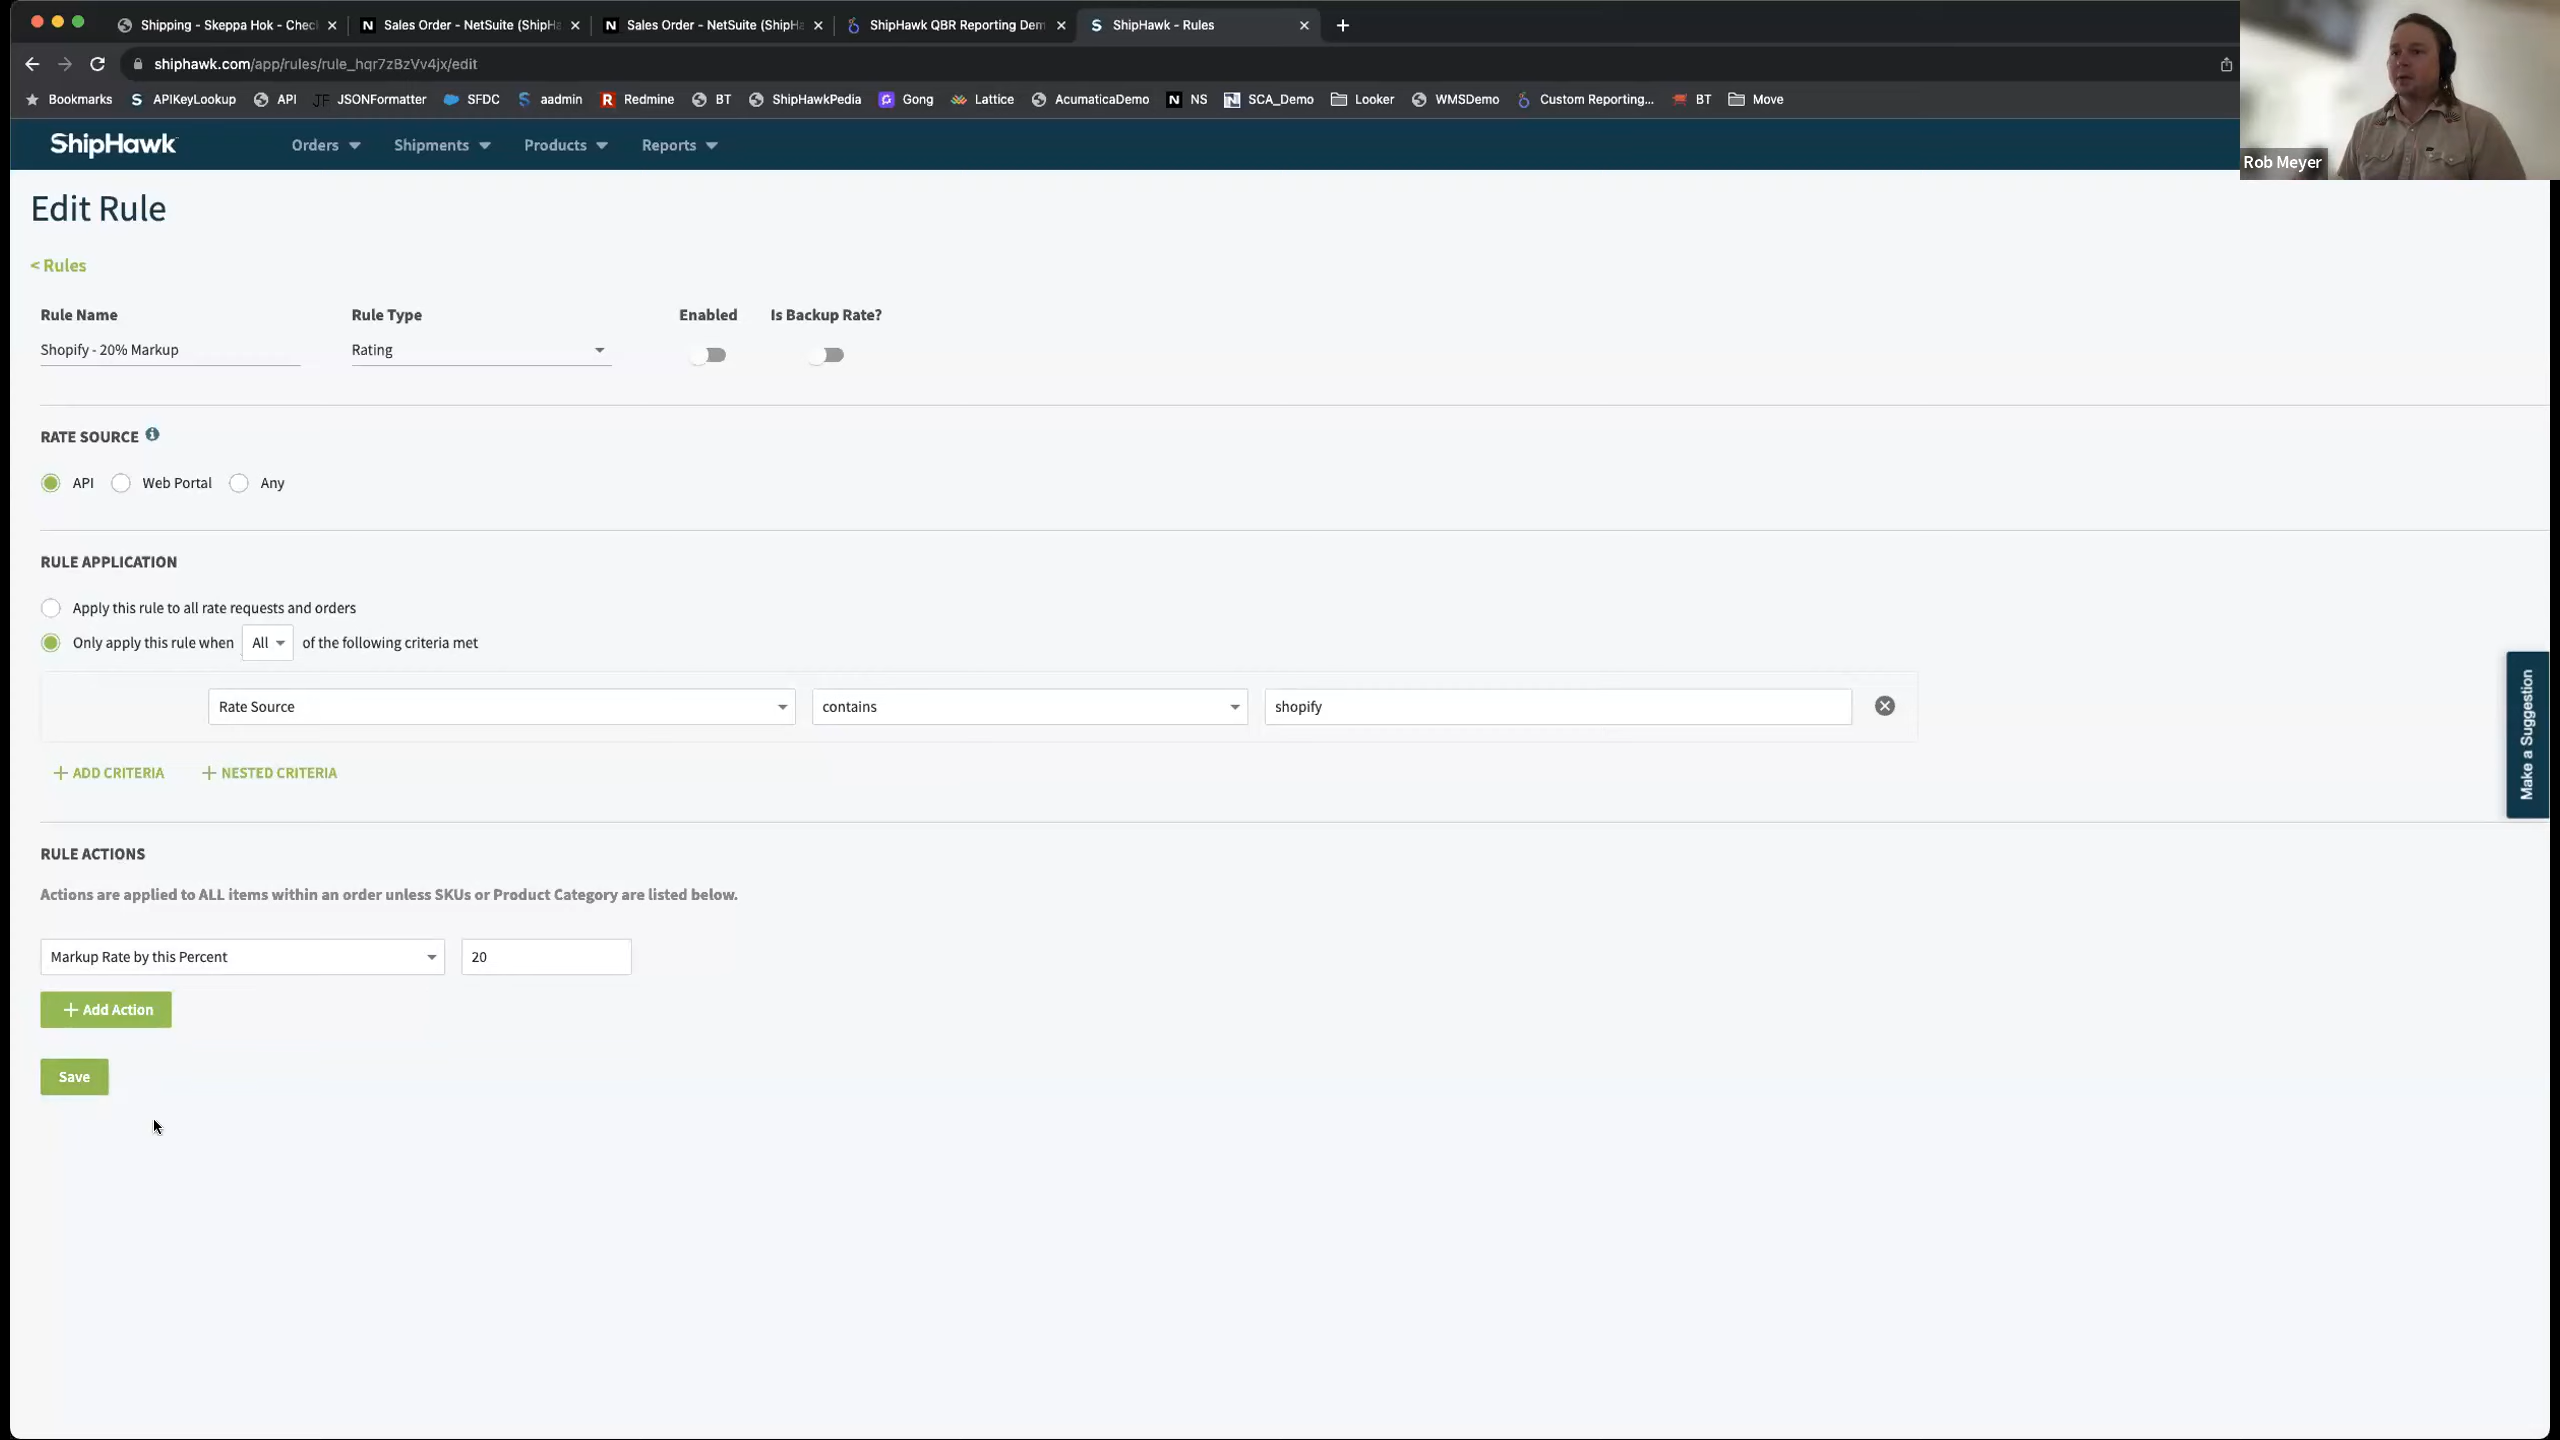 Shipping - Skeppa Hok - Chec
Sales Order - NetSuite (ShipHa
Sales Order - NetSuite (ShipHa
ShipHawk QBR Reporting Dem
ShipHawk - Rules
shiphawk.com/app/rules/rule_hqr7zBzVv4jx/edit
Bookmarks APIKeyLookup API JSONFormatter SFDC aadmin Redmine BT ShipHawkPedia Gong Lattice AcumaticaDemo NS SCA_Demo Looker WMSDemo Custom Reporting... BT Move
Rob Meyer
ShipHawk Orders Shipments Products Reports
Edit Rule
< Rules
Rule Name Rule Type Enabled Is Backup Rate?
Shopify - 20% Markup Rating
RATE SOURCE
API Web Portal Any
RULE APPLICATION
Apply this rule to all rate requests and orders
Only apply this rule when All of the following criteria met
Rate Source contains shopify
+ ADD CRITERIA + NESTED CRITERIA
Make a Suggestion
RULE ACTIONS
Actions are applied to ALL items within an order unless SKUs or Product Category are listed below.
Markup Rate by this Percent 20
+ Add Action
Save